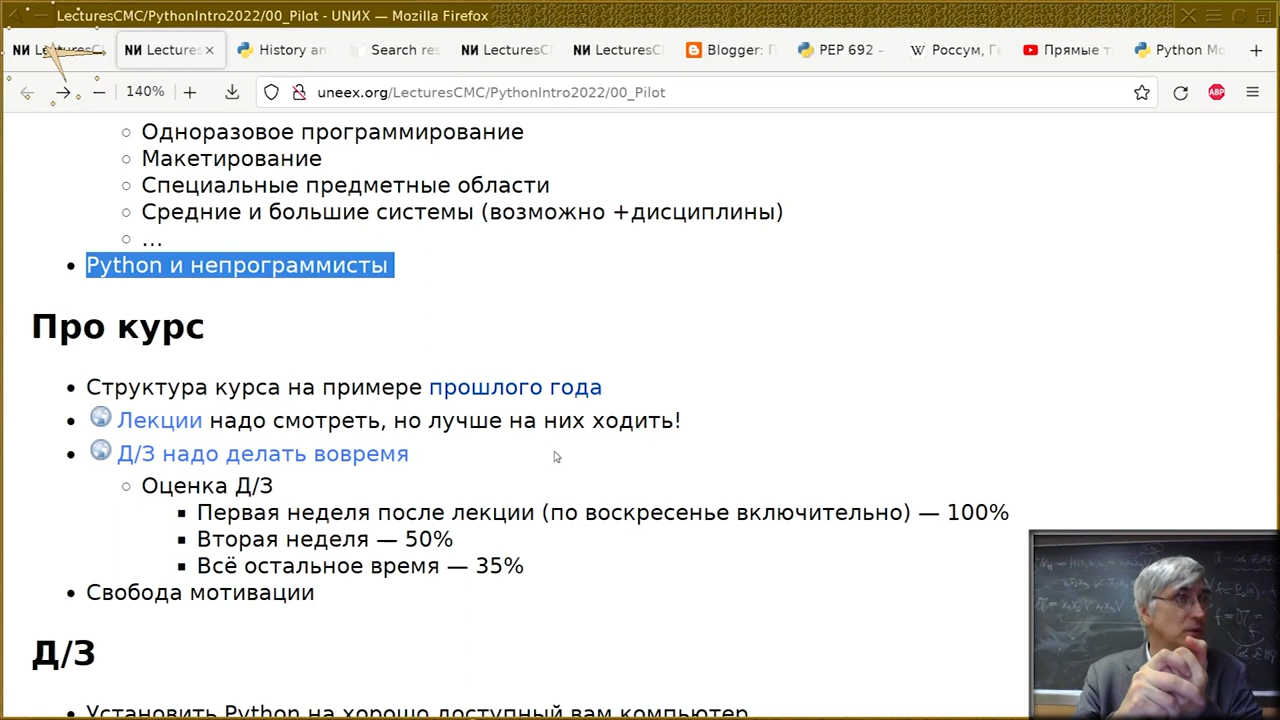 LecturesCMC/PythonIntro2022/00_Pilot - UNИX — Mozilla Firefox
Lectures
History an
Search res
LecturesC
LecturesC
Blogger: П
PEP 692 –
Россум, Г
Прямые т
Python Mo
140%
uneex.org/LecturesCMC/PythonIntro2022/00_Pilot
ABP
Одноразовое программирование
Макетирование
Специальные предметные области
Средние и большие системы (возможно +дисциплины)
...
Python и непрограммисты
Про курс
Структура курса на примере прошлого года
Лекции надо смотреть, но лучше на них ходить!
Д/З надо делать вовремя
Оценка Д/З
Первая неделя после лекции (по воскресенье включительно) — 100%
Вторая неделя — 50%
Всё остальное время — 35%
Свобода мотивации
Д/З
Установить Python на хорошо доступный вам компьютер